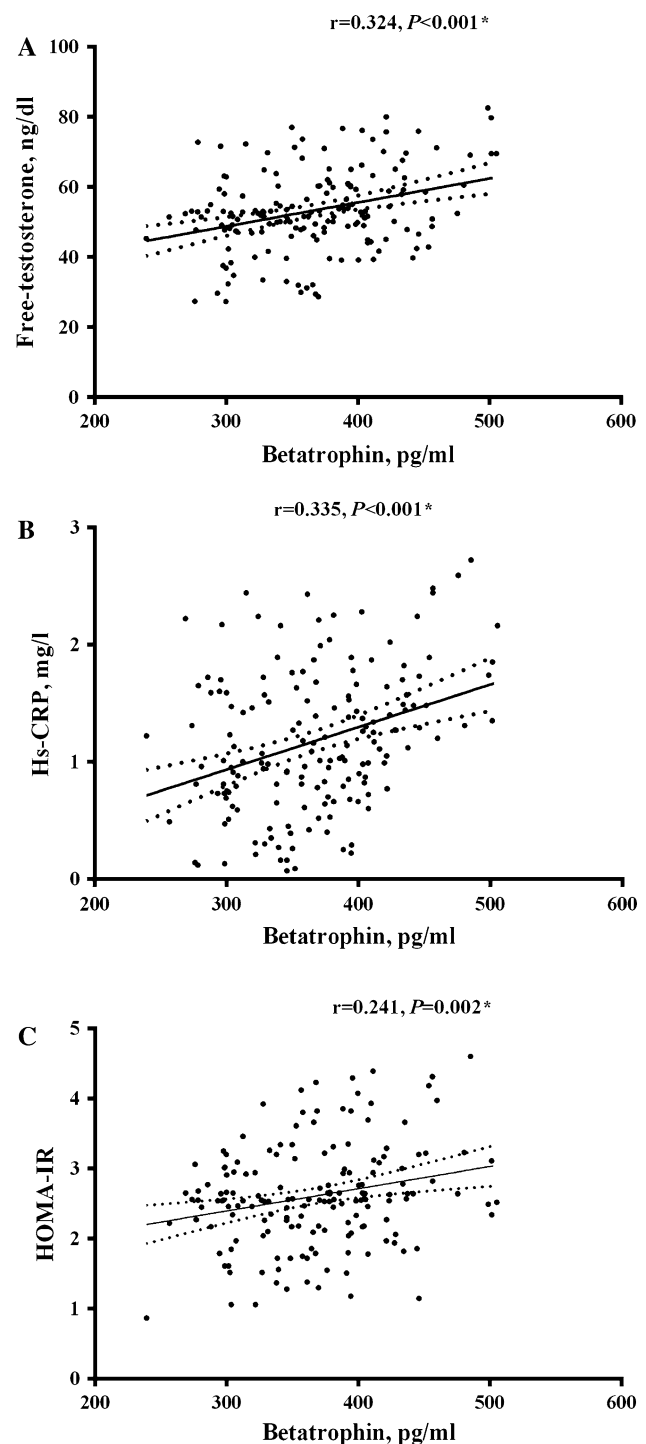 r=0.324, P<0.001*
A
100
80
60
40
20
0
Free-testosterone, ng/dl
200 300 400 500 600
Betatrophin, pg/ml
r=0.335, P<0.001*
B
3
2
1
0
Hs-CRP, mg/l
200 300 400 500 600
Betatrophin, pg/ml
r=0.241, P=0.002*
C
5
4
3
2
1
0
HOMA-IR
200 300 400 500 600
Betatrophin, pg/ml